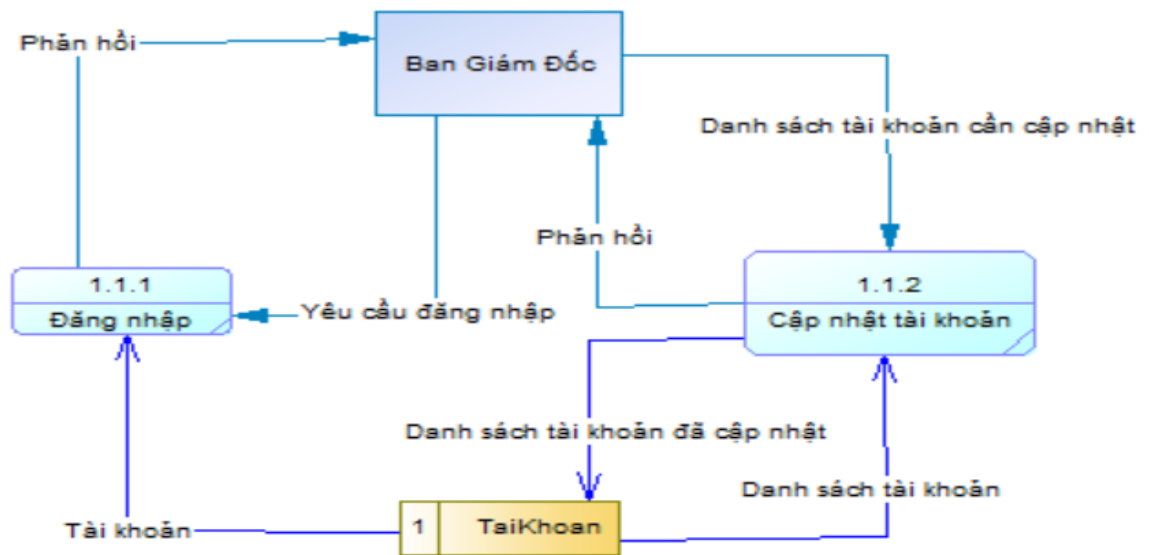 Phản hồi
Ban Giám Đốc
Danh sách tài khoản cần cập nhật
Phản hồi
1.1.1
Đăng nhập
Yêu cầu đăng nhập
1.1.2
Cập nhật tài khoản
Danh sách tài khoản đã cập nhật
Danh sách tài khoản
Tài khoản
1
TaiKhoan